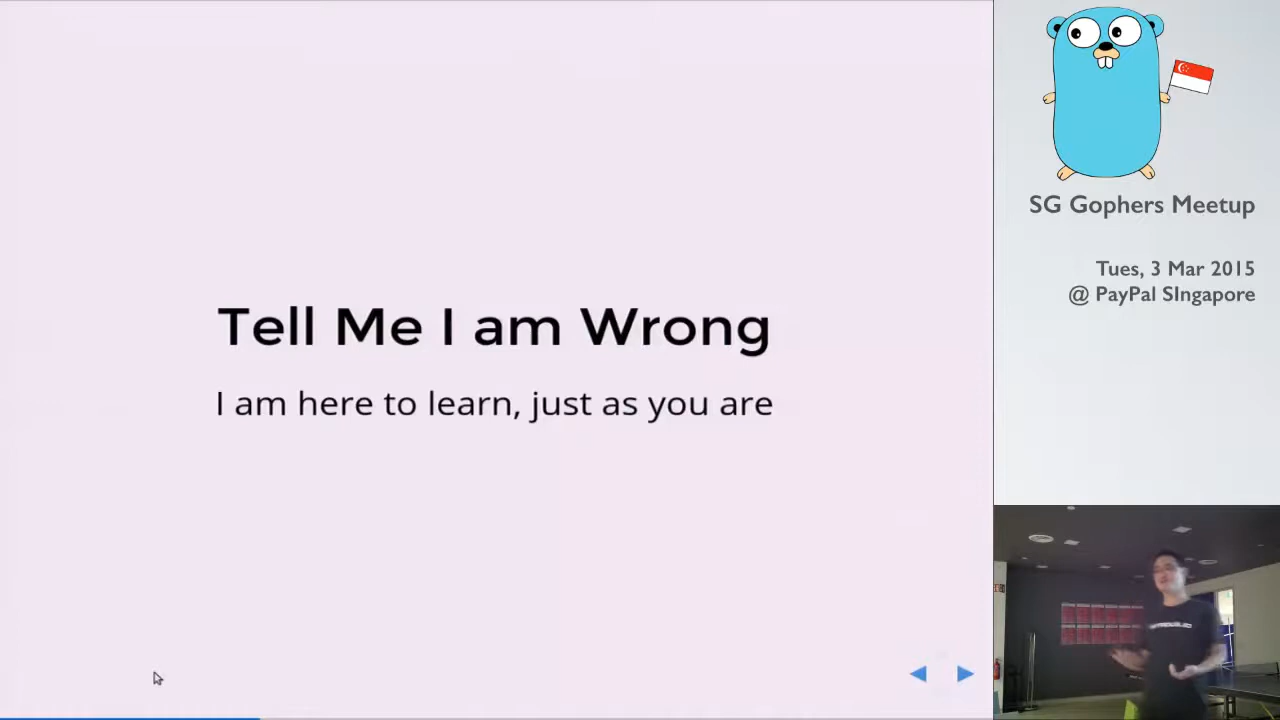 Tell Me I am Wrong
I am here to learn, just as you are
SG Gophers Meetup
Tues, 3 Mar 2015
@ PayPal SIngapore